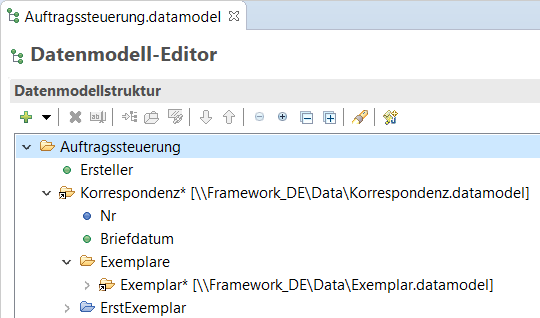 Auftragssteuerung.datamodel
Datenmodell-Editor
Datenmodellstruktur
Auftragssteuerung
Ersteller
Korrespondenz* [\\Framework_DE\Data\Korrespondenz.datamodel]
Nr
Briefdatum
Exemplare
Exemplar* [\\Framework_DE\Data\Exemplar.datamodel]
ErstExemplar